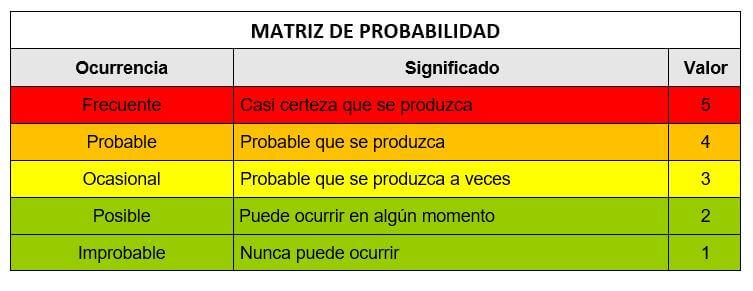 MATRIZ DE PROBABILIDAD
Ocurrencia Significado Valor
Frecuente Casi certeza que se produzca 5
Probable Probable que se produzca 4
Ocasional Probable que se produzca a veces 3
Posible Puede ocurrir en algún momento 2
Improbable Nunca puede ocurrir 1